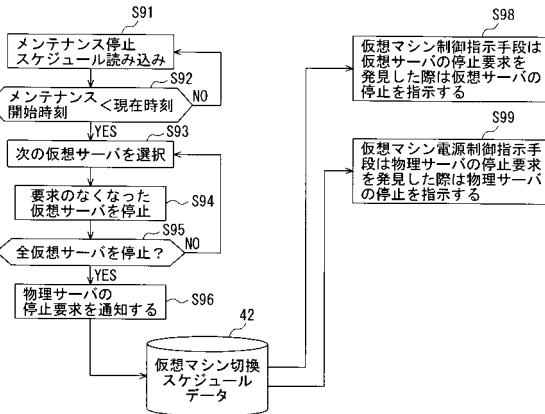 S91
メンテナンス停止
スケジュール読み込み
S92
メンテナンス
開始時刻
<現在時刻
NO
YES
S93
次の仮想サーバを選択
要求のなくなった
仮想サーバを停止
S94
S95
全仮想サーバを停止？
NO
YES
物理サーバの
停止要求を通知する
S96
42
仮想マシン切換
スケジュール
データ
S98
仮想マシン制御指示手段は
仮想サーバの停止要求を
発見した際は仮想サーバの
停止を指示する
S99
仮想マシン電源制御指示手
段は物理サーバの停止要求
を発見した際は物理サーバ
の停止を指示する